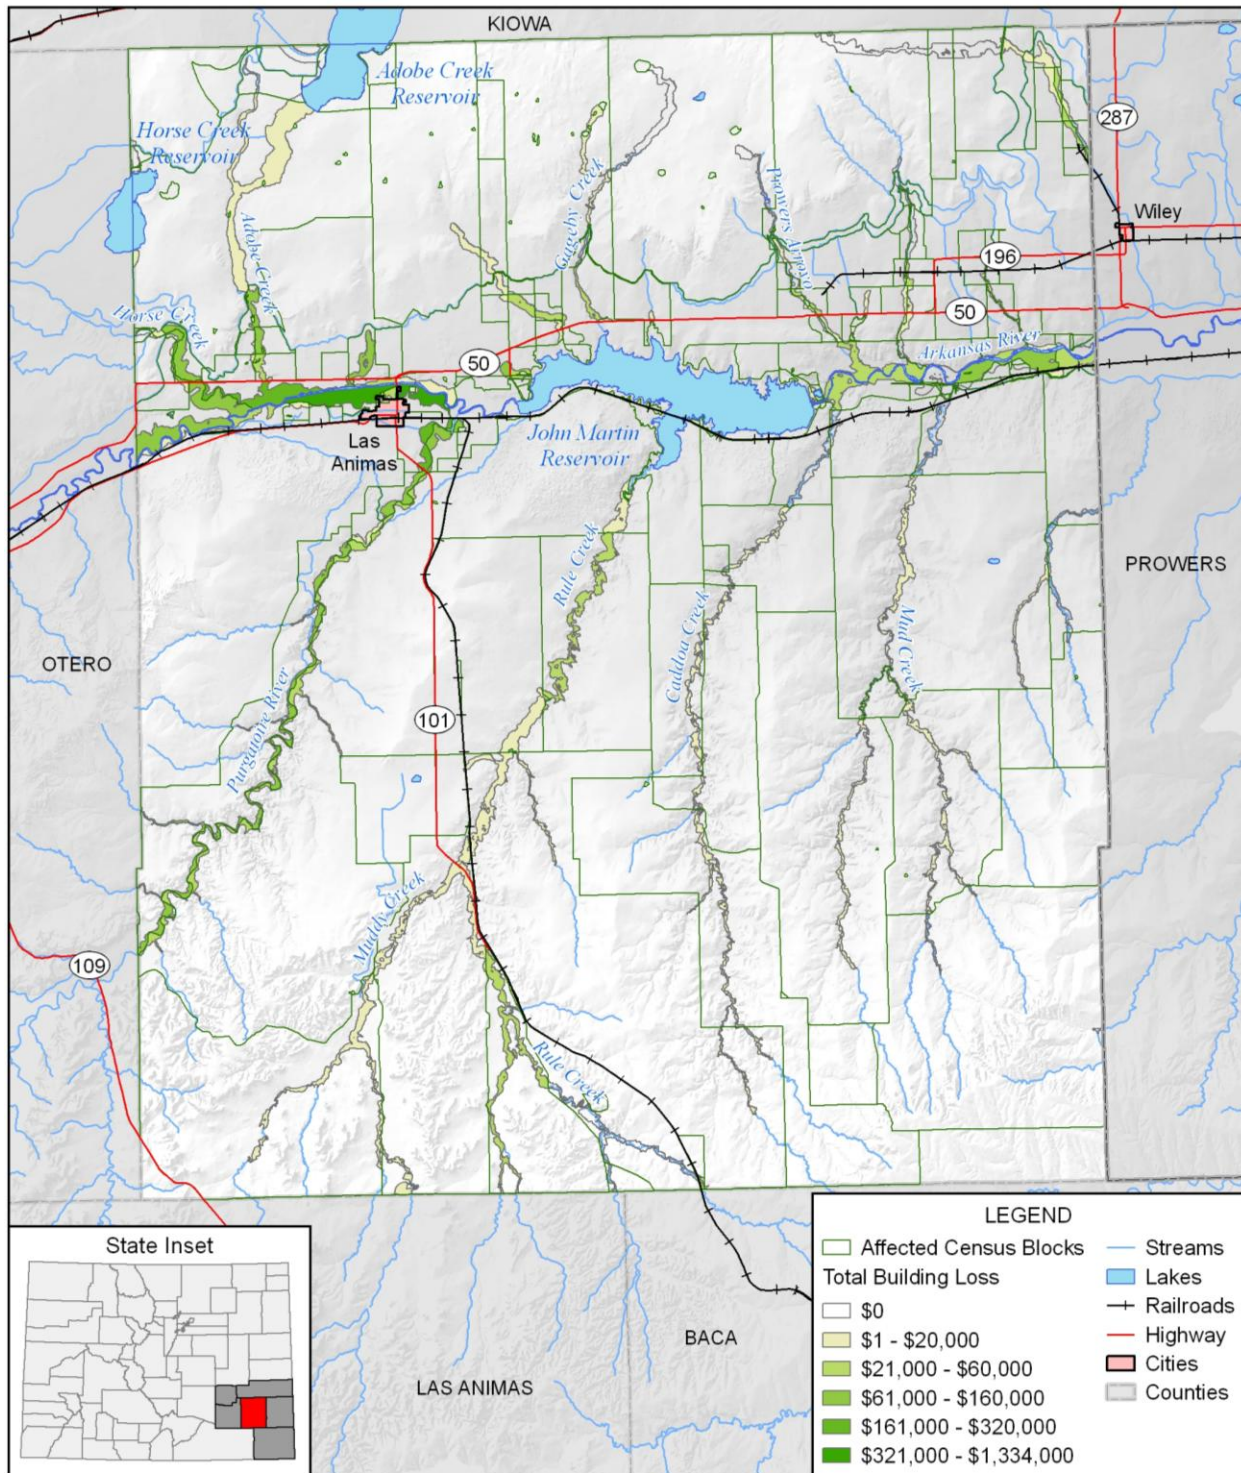 KIOWA
Adobe Creek
Reservoir
Horse Creek
Reservoir
287
Gageby Creek
Prowers Arroyo
Wiley
Adobe Creek
196
Horse Creek
50
Arkansas River
50
Las
Animas
John Martin
Reservoir
Rule Creek
PROWERS
Caddoa Creek
Mud Creek
OTERO
Purgatoire River
101
Muddy Creek
109
Rule Creek
State Inset
BACA
LAS ANIMAS
LEGEND
Affected Census Blocks
Total Building Loss
$0
$1 - $20,000
$21,000 - $60,000
$61,000 - $160,000
$161,000 - $320,000
$321,000 - $1,334,000
Streams
Lakes
Railroads
Highway
Cities
Counties